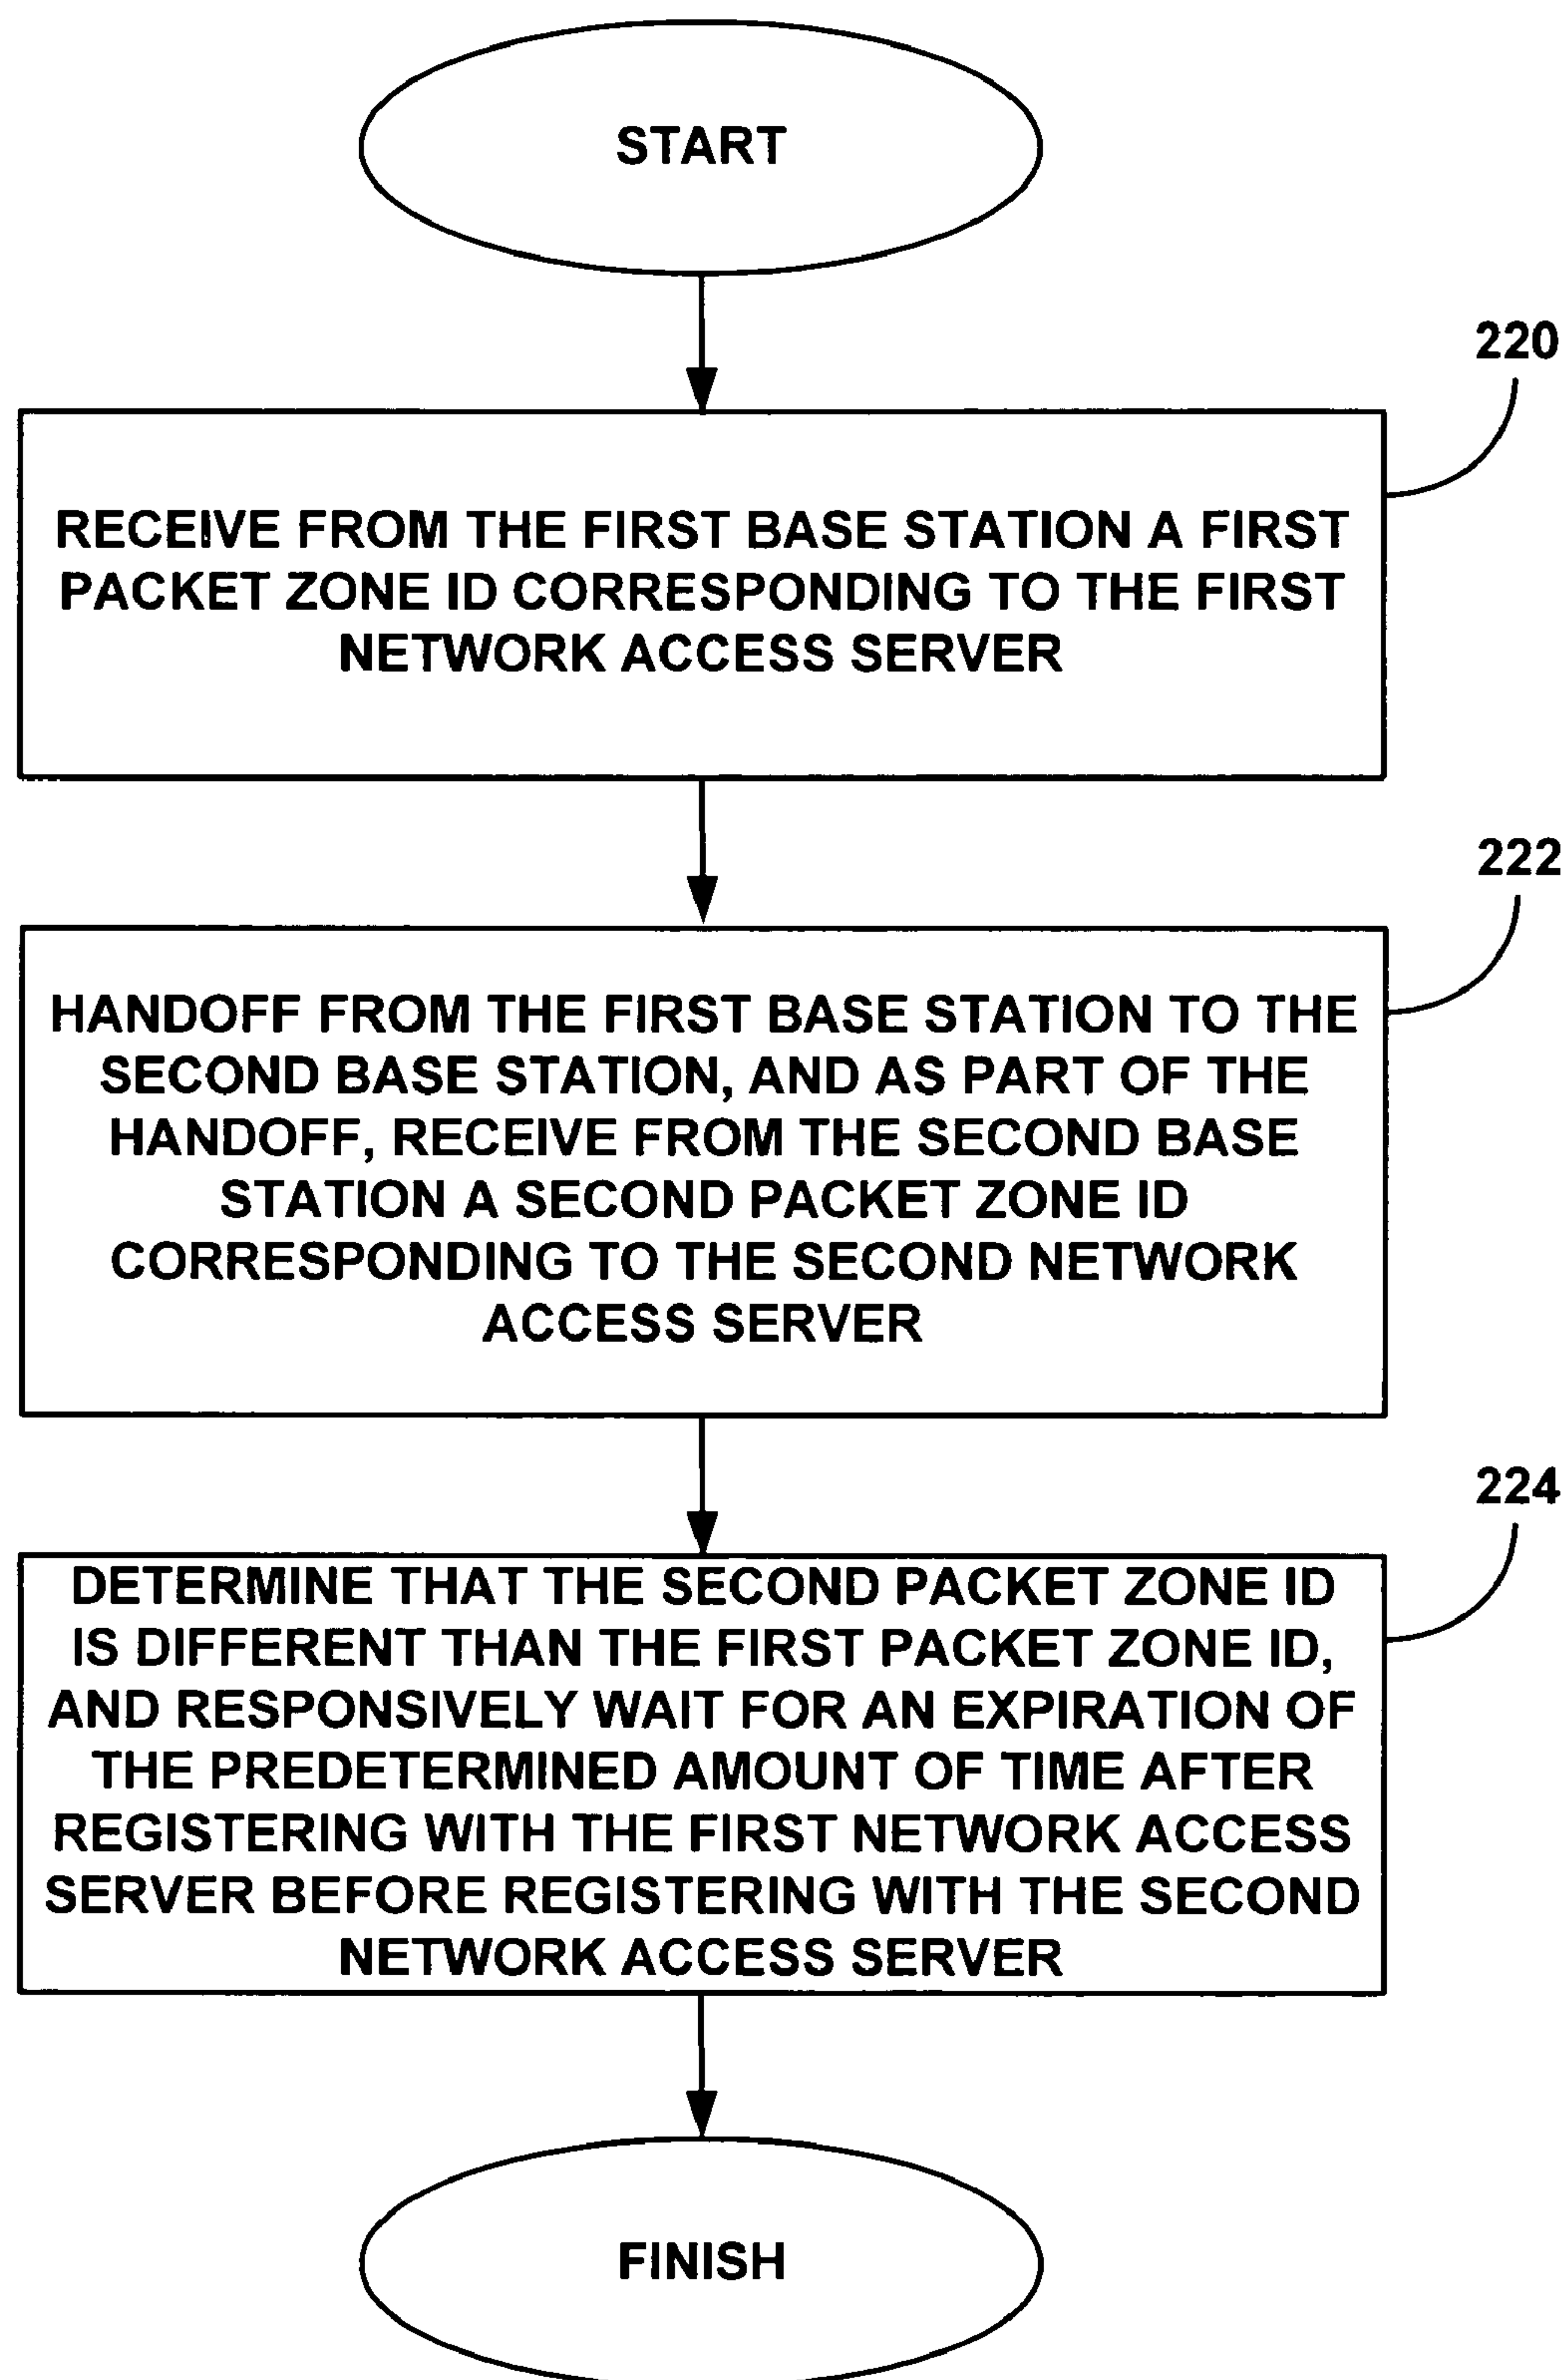 START
220
RECEIVE FROM THE FIRST BASE STATION A FIRST
PACKET ZONE ID CORRESPONDING TO THE FIRST
NETWORK ACCESS SERVER
222
HANDOFF FROM THE FIRST BASE STATION TO THE
SECOND BASE STATION, AND AS PART OF THE
HANDOFF, RECEIVE FROM THE SECOND BASE
STATION A SECOND PACKET ZONE ID
CORRESPONDING TO THE SECOND NETWORK
ACCESS SERVER
224
DETERMINE THAT THE SECOND PACKET ZONE ID
IS DIFFERENT THAN THE FIRST PACKET ZONE ID,
AND RESPONSIVELY WAIT FOR AN EXPIRATION OF
THE PREDETERMINED AMOUNT OF TIME AFTER
REGISTERING WITH THE FIRST NETWORK ACCESS
SERVER BEFORE REGISTERING WITH THE SECOND
NETWORK ACCESS SERVER
FINISH